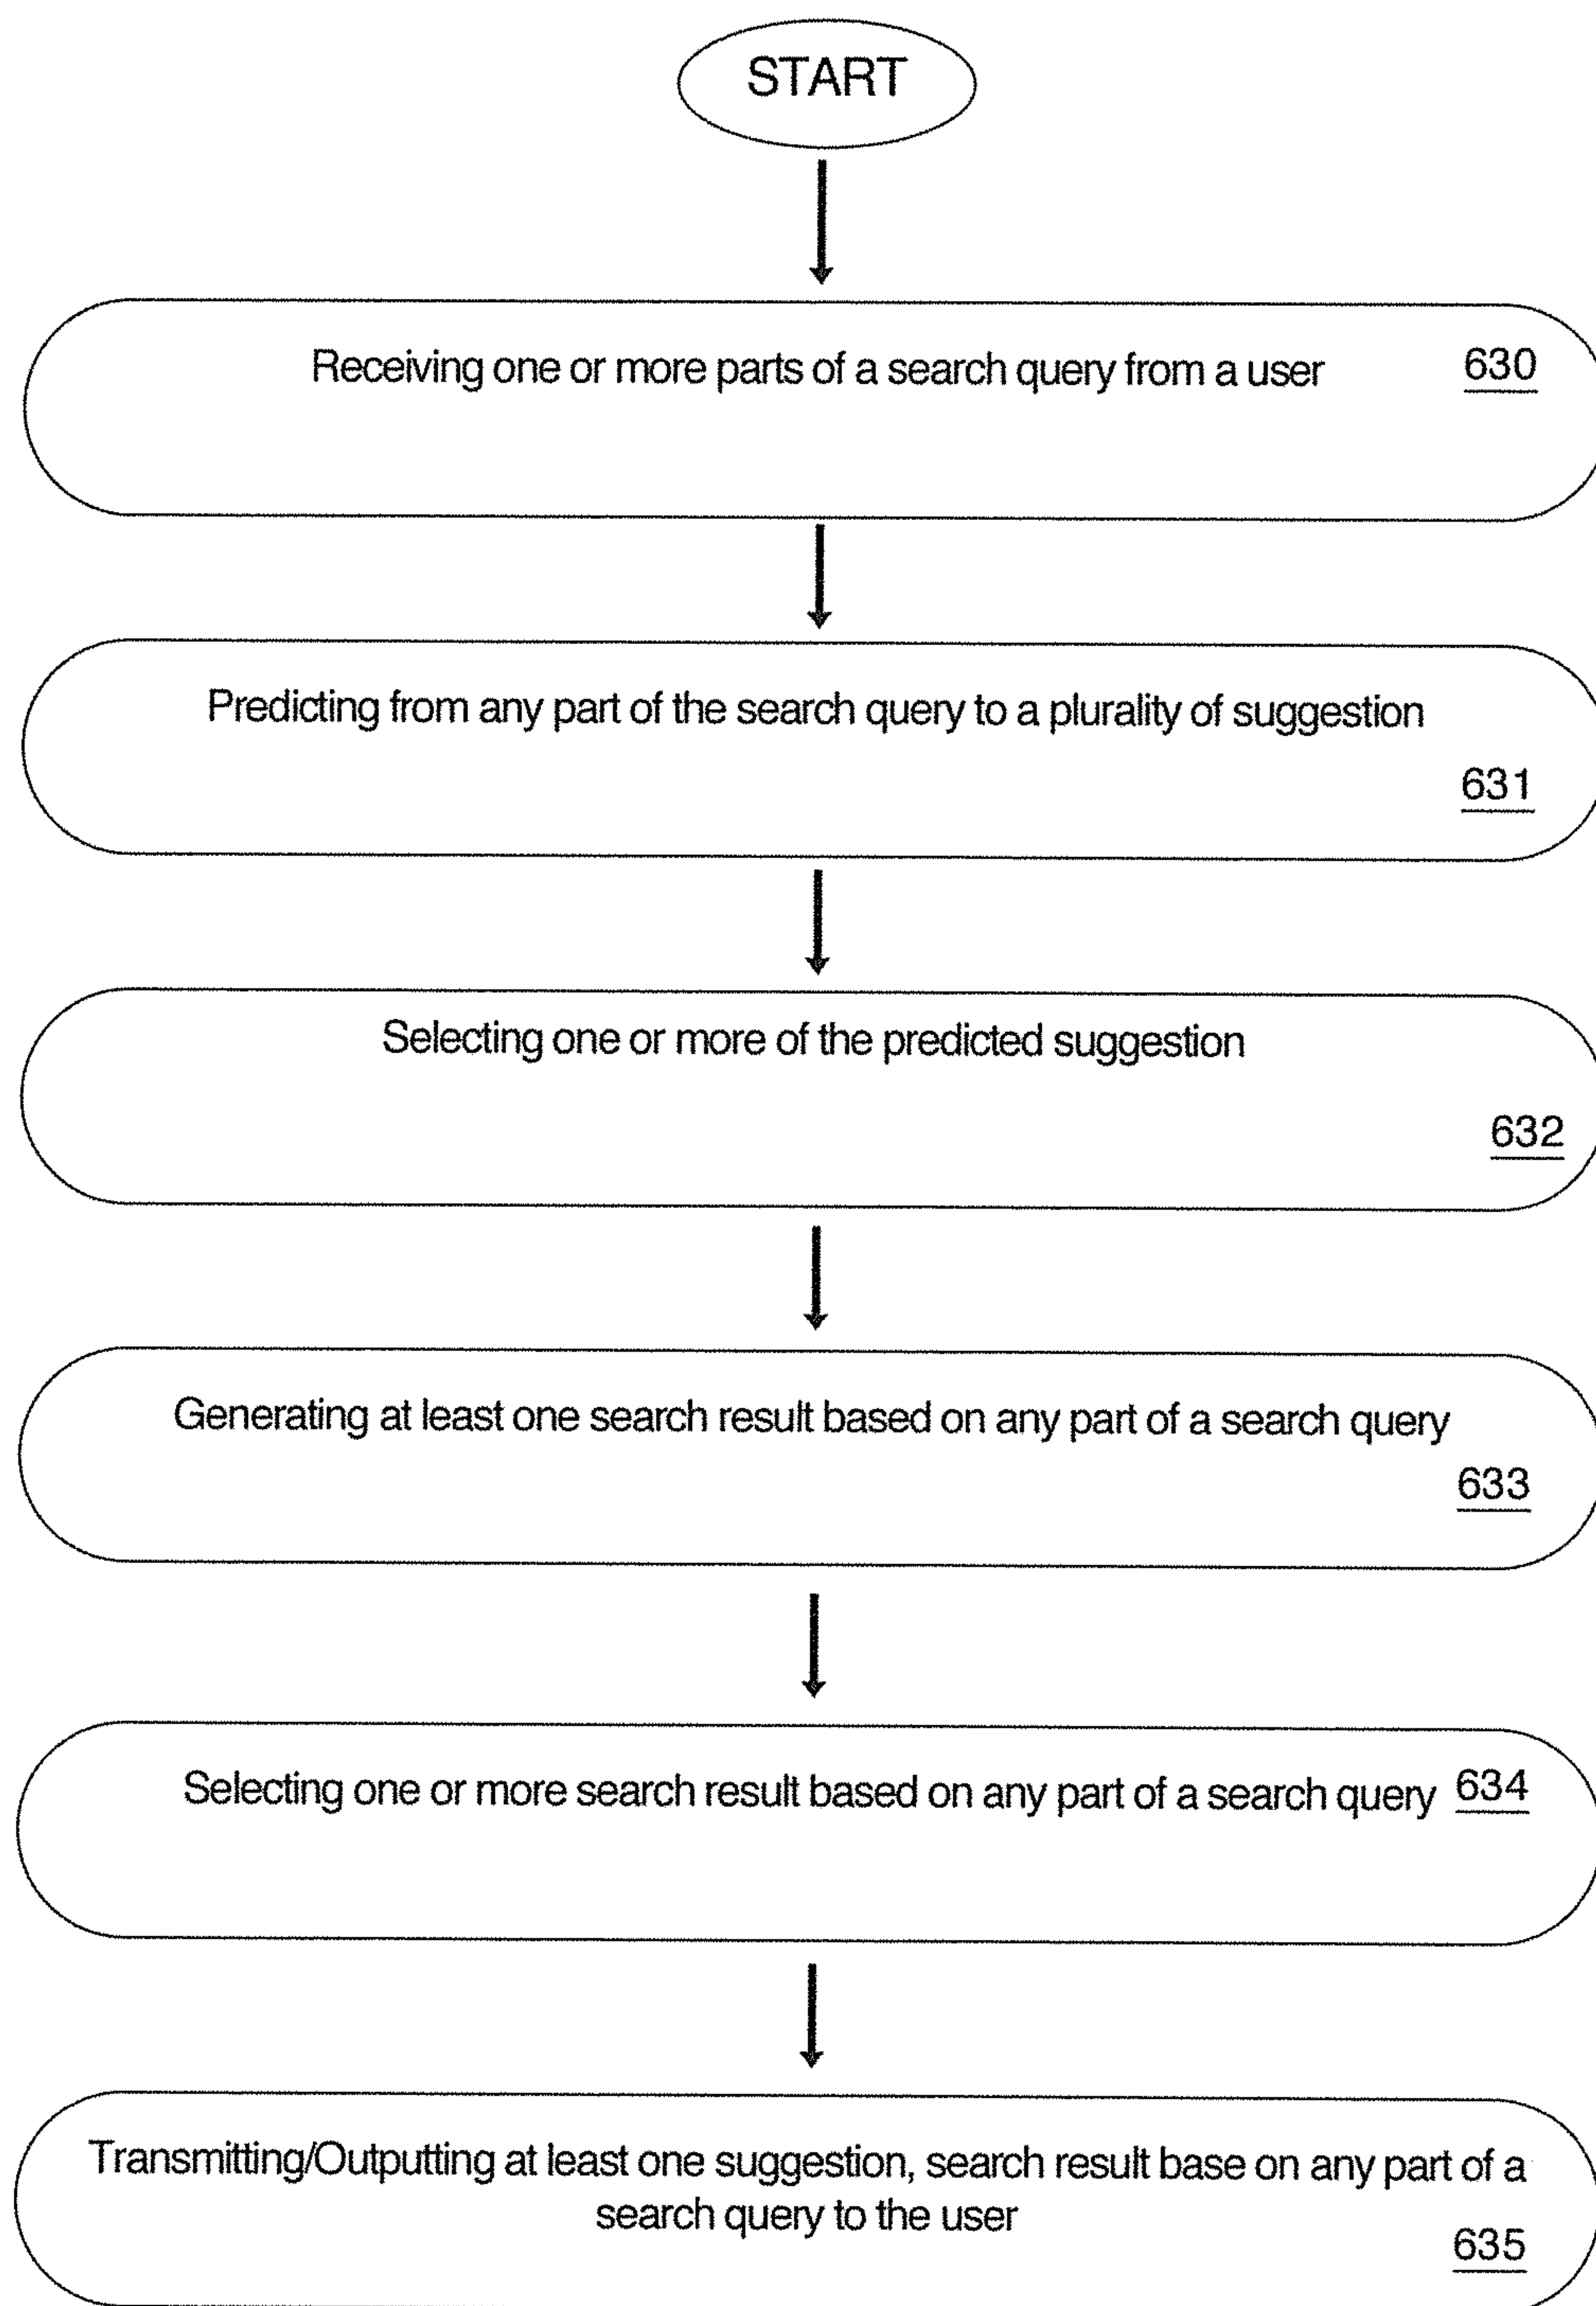 START
Receiving one or more parts of a search query from a user 630
Predicting from any part of the search query to a plurality of suggestion
631
Selecting one or more of the predicted suggestion
632
Generating at least one search result based on any part of a search query
633
Selecting one or more search result based on any part of a search query 634
Transmitting/Outputting at least one suggestion, search result base on any part of a
search query to the user
635